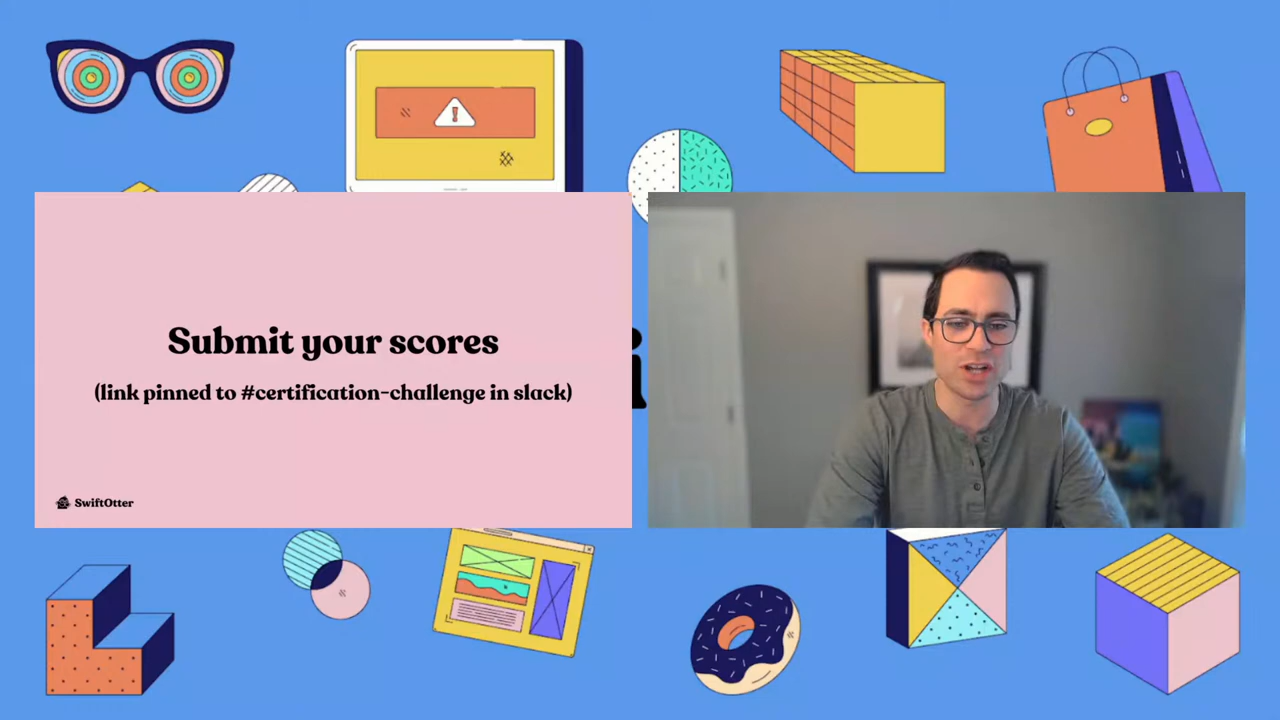 Submit your scores
(link pinned to #certification-challenge in slack)
SwiftOtter